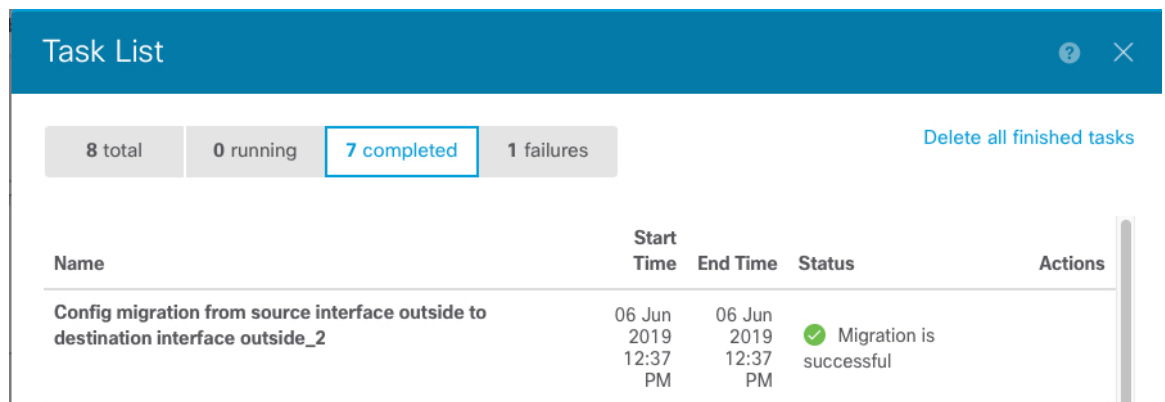 Task List
8 total
0 running
7 completed
1 failures
Delete all finished tasks
Name
Start
Time
End Time
Status
Actions
Config migration from source interface outside to
destination interface outside_2
06 Jun
2019
12:37
PM
06 Jun
2019
12:37
PM
Migration is
successful